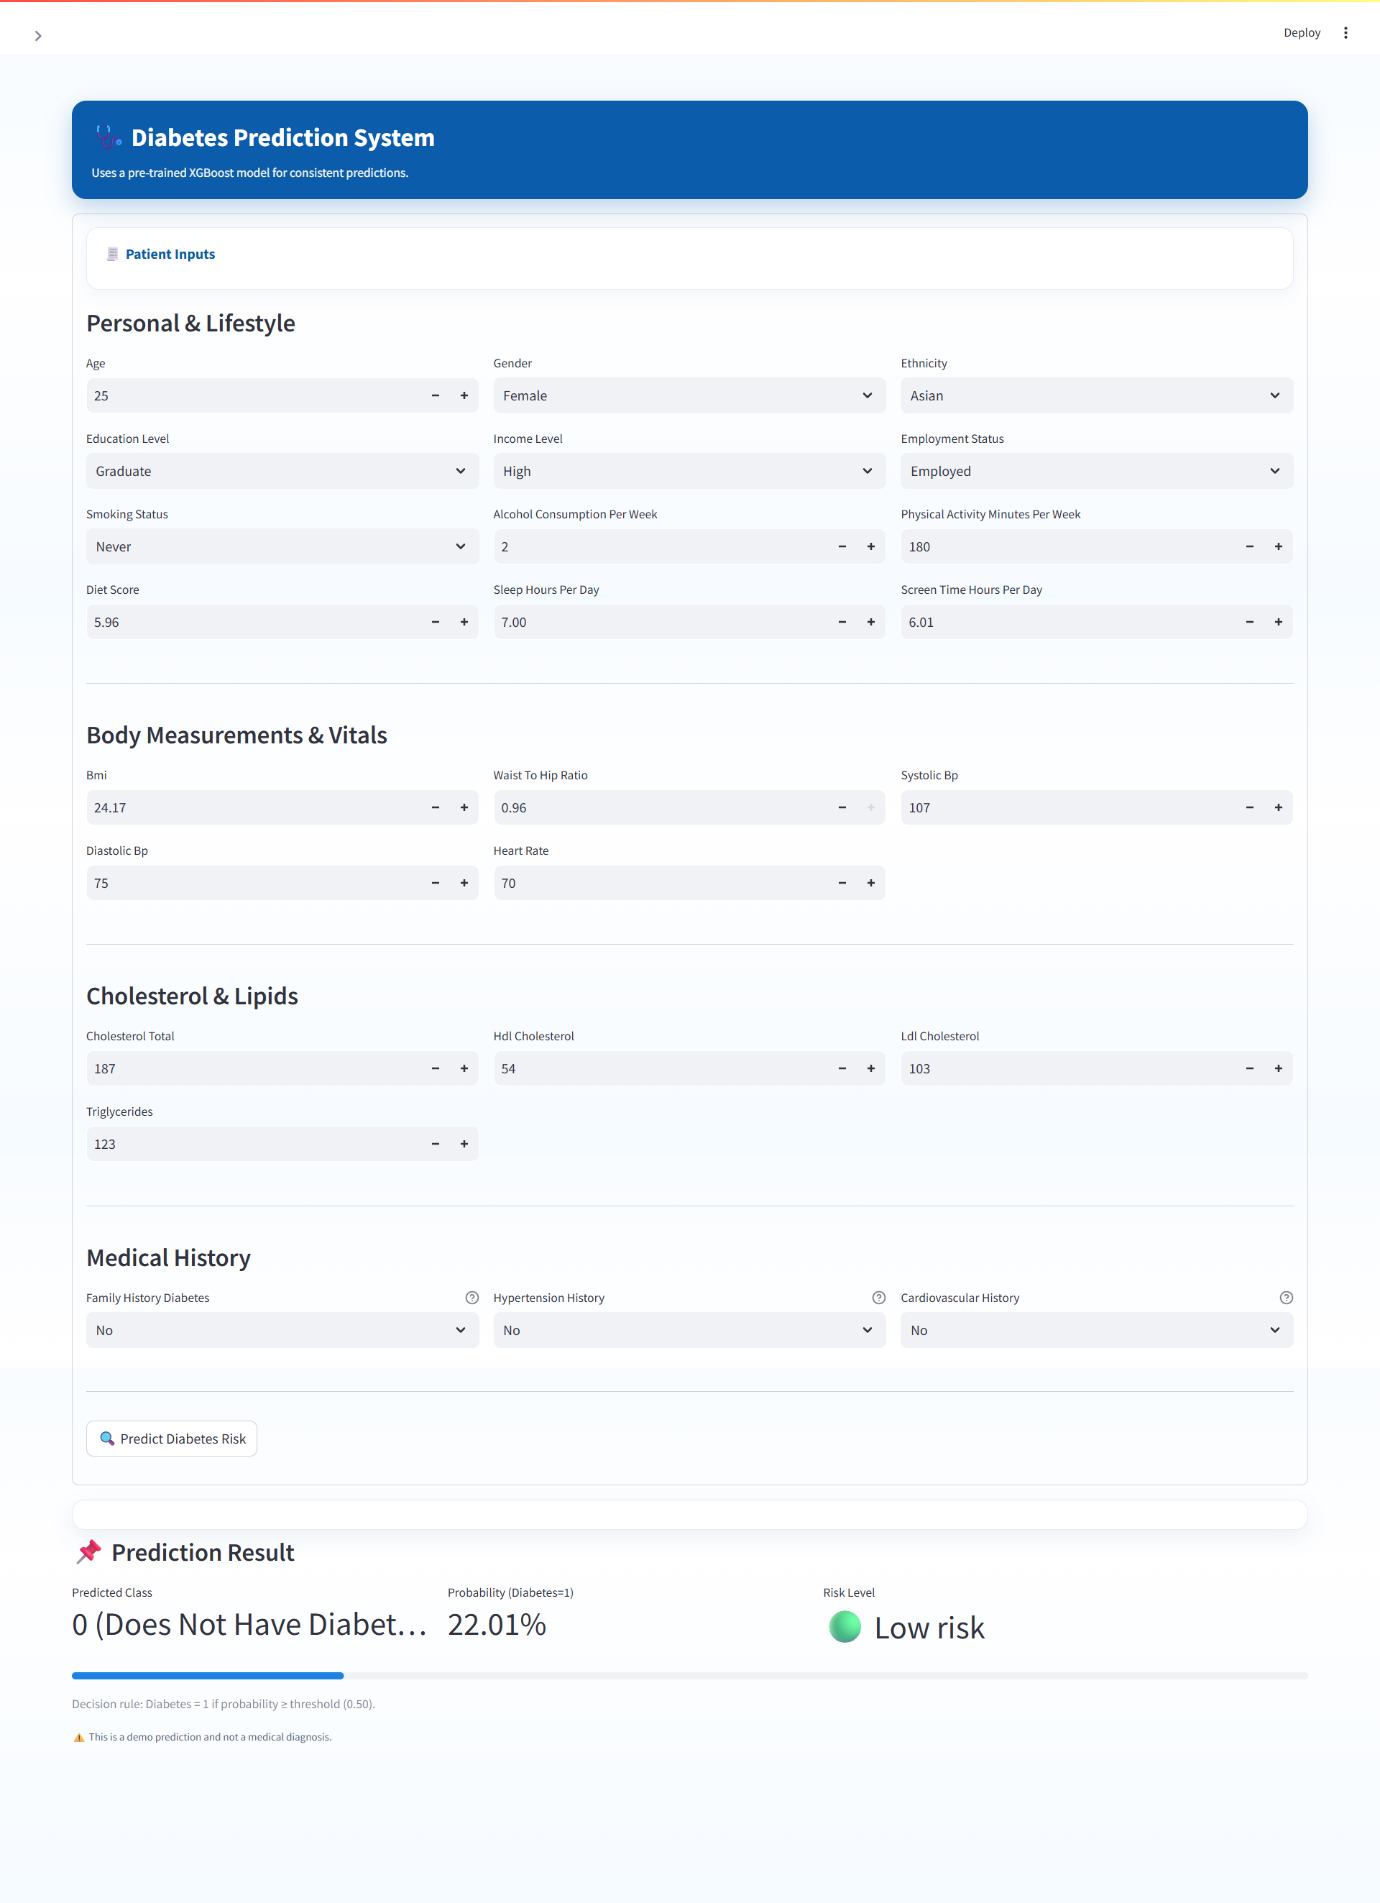 Deploy
Diabetes Prediction System
Uses a pre-trained XGBoost model for consistent predictions.
Patient Inputs
Personal & Lifestyle
Age Gender Ethnicity
25 Female Asian
Education Level Income Level Employment Status
Graduate High Employed
Smoking Status Alcohol Consumption Per Week Physical Activity Minutes Per Week
Never 2 180
Diet Score Sleep Hours Per Day Screen Time Hours Per Day
5.96 7.00 6.01
Body Measurements & Vitals
Bmi Waist To Hip Ratio Systolic Bp
24.17 0.96 107
Diastolic Bp Heart Rate
75 70
Cholesterol & Lipids
Cholesterol Total Hdl Cholesterol Ldl Cholesterol
187 54 103
Triglycerides
123
Medical History
Family History Diabetes Hypertension History Cardiovascular History
No No No
Predict Diabetes Risk
Prediction Result
Predicted Class Probability (Diabetes=1) Risk Level
0 (Does Not Have Diabet... 22.01% Low risk
Decision rule: Diabetes = 1 if probability ≥ threshold (0.50).
This is a demo prediction and not a medical diagnosis.